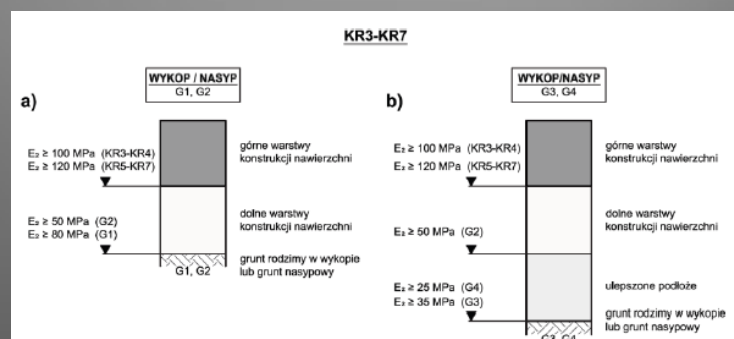 KR3-KR7
WYKOP / NASYP
G1, G2
a)
E₂ ≥ 100 MPa (KR3-KR4)
E₂ ≥ 120 MPa (KR5-KR7)
górne warstwy
konstrukcji nawierzchni
E₂ ≥ 50 MPa (G2)
E₂ ≥ 80 MPa (G1)
dolne warstwy
konstrukcji nawierzchni
grunt rodzimy w wykopie
lub grunt nasypowy
G1, G2
WYKOP/NASYP
G3, G4
b)
E₂ ≥ 100 MPa (KR3-KR4)
E₂ ≥ 120 MPa (KR5-KR7)
górne warstwy
konstrukcji nawierzchni
dolne warstwy
konstrukcji nawierzchni
E₂ ≥ 50 MPa (G2)
E₂ ≥ 25 MPa (G4)
E₂ ≥ 35 MPa (G3)
ulepszone podłoże
grunt rodzimy w wykopie
lub grunt nasypowy
G3, G4